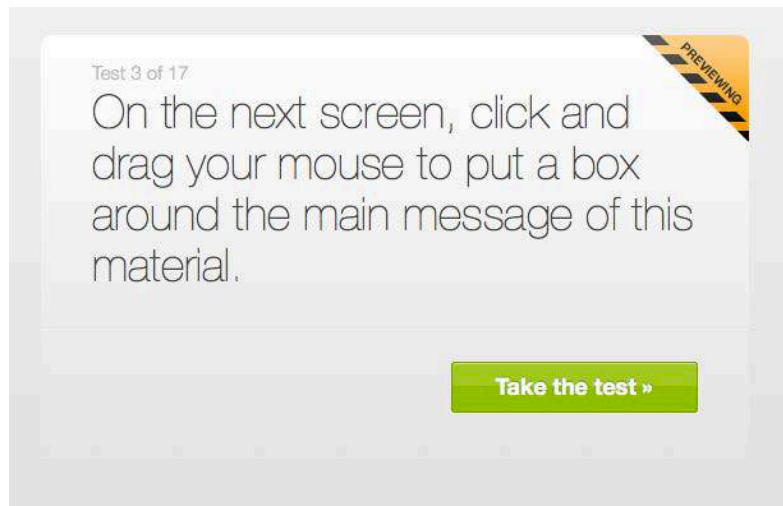 Test 3 of 17
PREVIEWING
On the next screen, click and
drag your mouse to put a box
around the main message of this
material.
Take the test »